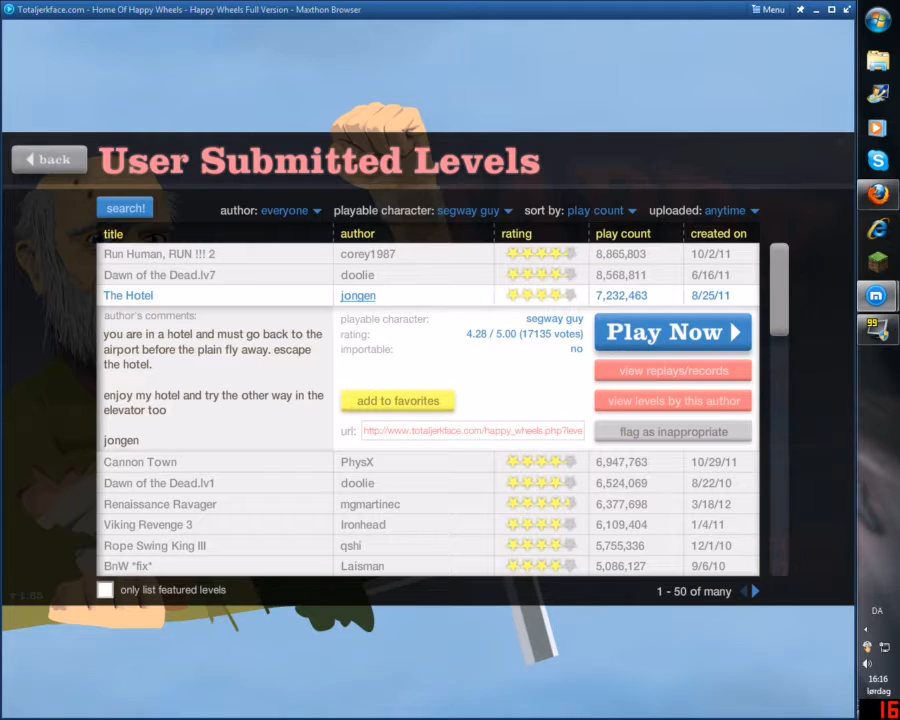 Totaljerkface.com - Home Of Happy Wheels - Happy Wheels Full Version - Maxthon Browser
Menu
back
User Submitted Levels
search!
author: everyone playable character: segway guy sort by: play count uploaded: anytime
title author rating play count created on
Run Human, RUN !!! 2 corey1987 8,865,803 10/2/11
Dawn of the Dead.lv7 doolie 8,568,811 6/16/11
The Hotel jongen 7,232,463 8/25/11
author's comments:
you are in a hotel and must go back to the
airport before the plain fly away. escape
the hotel.
enjoy my hotel and try the other way in the
elevator too
jongen
playable character: segway guy
rating: 4.28 / 5.00 (17135 votes)
importable: no
add to favorites
url: http://www.totaljerkface.com/happy_wheels.php?leve
Play Now
view replays/records
view levels by this author
flag as inappropriate
Cannon Town PhysX 6,947,763 10/29/11
Dawn of the Dead.lv1 doolie 6,524,069 8/22/10
Renaissance Ravager mgmartinec 6,377,698 3/18/12
Viking Revenge 3 Ironhead 6,109,404 1/4/11
Rope Swing King III qshi 5,755,336 12/1/10
BnW *fix* Laisman 5,086,127 9/6/10
only list featured levels
1 - 50 of many
99
DA
16:16
lørdag
16